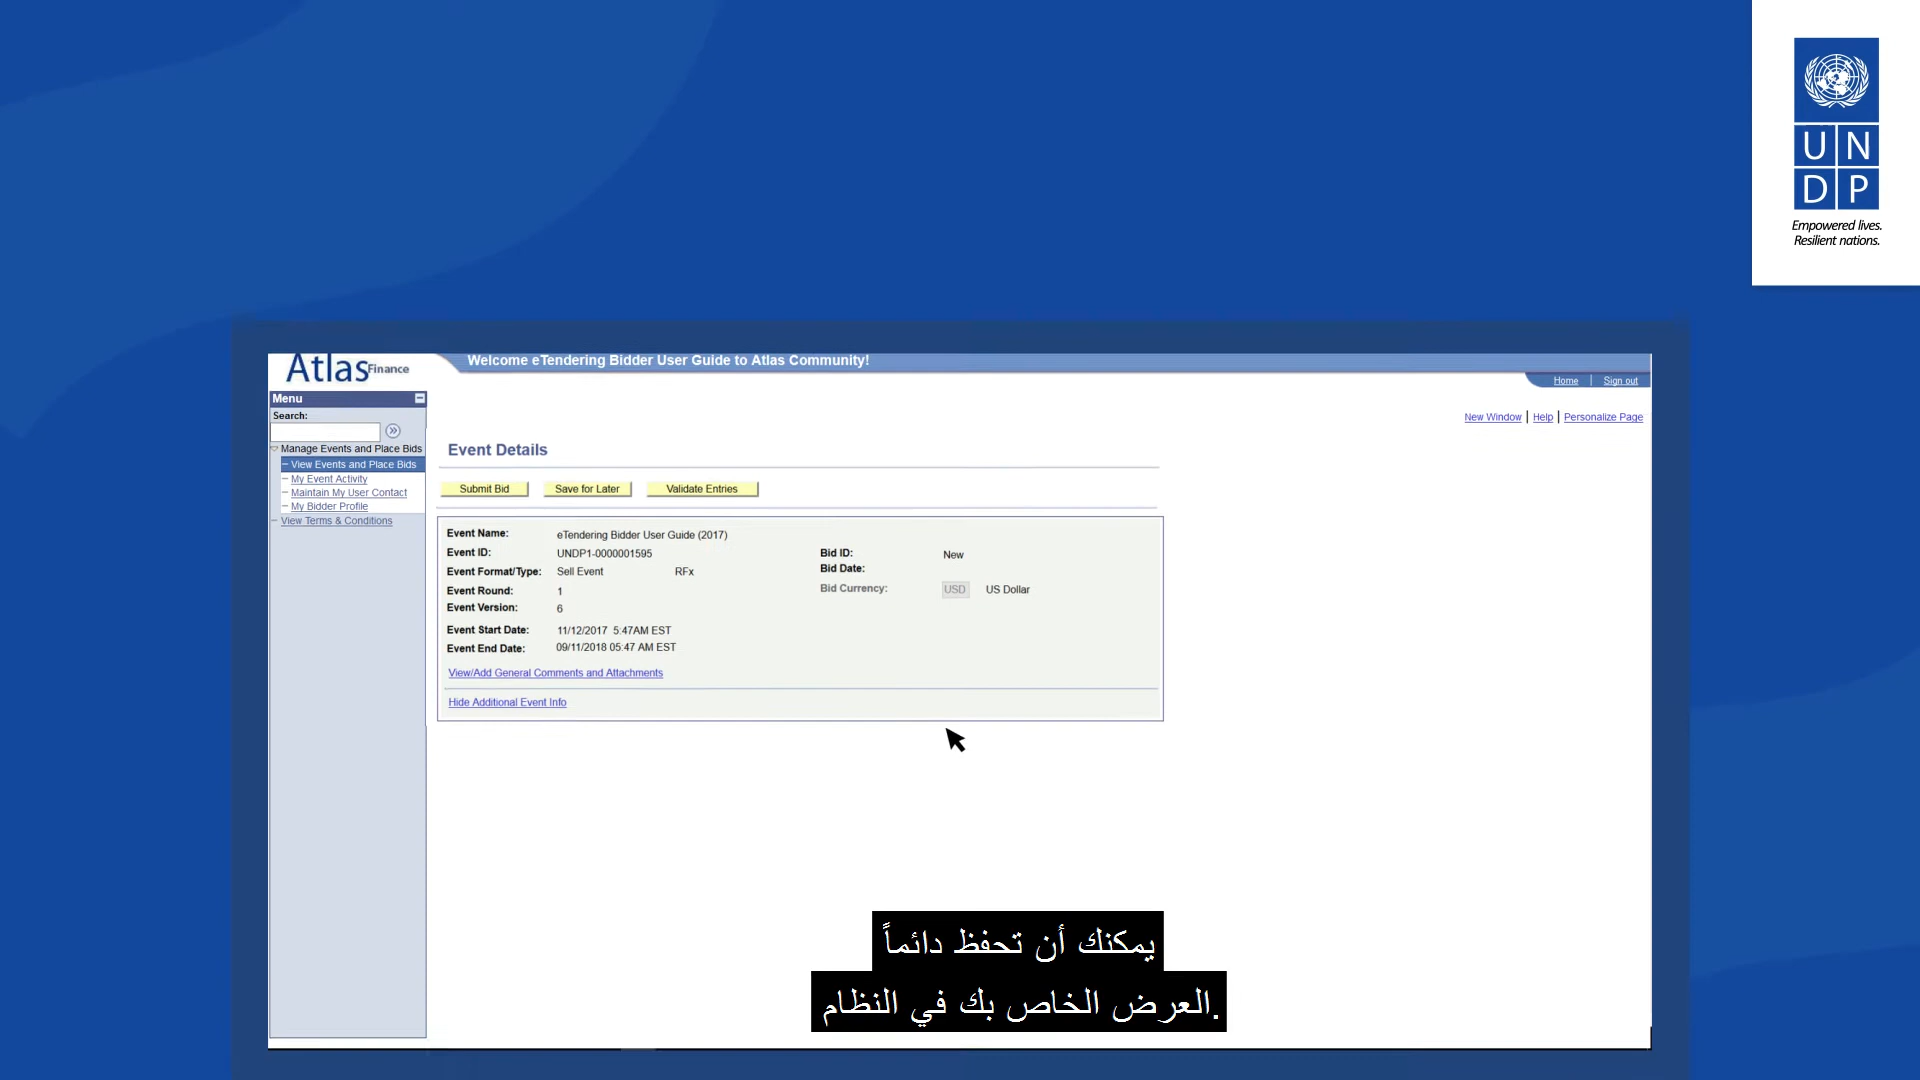 UN
DP
Empowered lives.
Resilient nations.
Atlas Finance
Welcome eTendering Bidder User Guide to Atlas Community!
Home | Sign out
New Window | Help | Personalize Page
Menu
Search:
Manage Events and Place Bids
View Events and Place Bids
My Event Activity
Maintain My User Contact
My Bidder Profile
View Terms & Conditions
Event Details
Submit Bid Save for Later Validate Entries
Event Name: eTendering Bidder User Guide (2017)
Event ID: UNDP1-0000001595
Event Format/Type: Sell Event RFx
Event Round: 1
Event Version: 6
Event Start Date: 11/12/2017 5:47AM EST
Event End Date: 09/11/2018 05:47 AM EST
Bid ID: New
Bid Date:
Bid Currency: USD US Dollar
View/Add General Comments and Attachments
Hide Additional Event Info
يمكنك أن تحفظ دائماً
العرض الخاص بك في النظام.